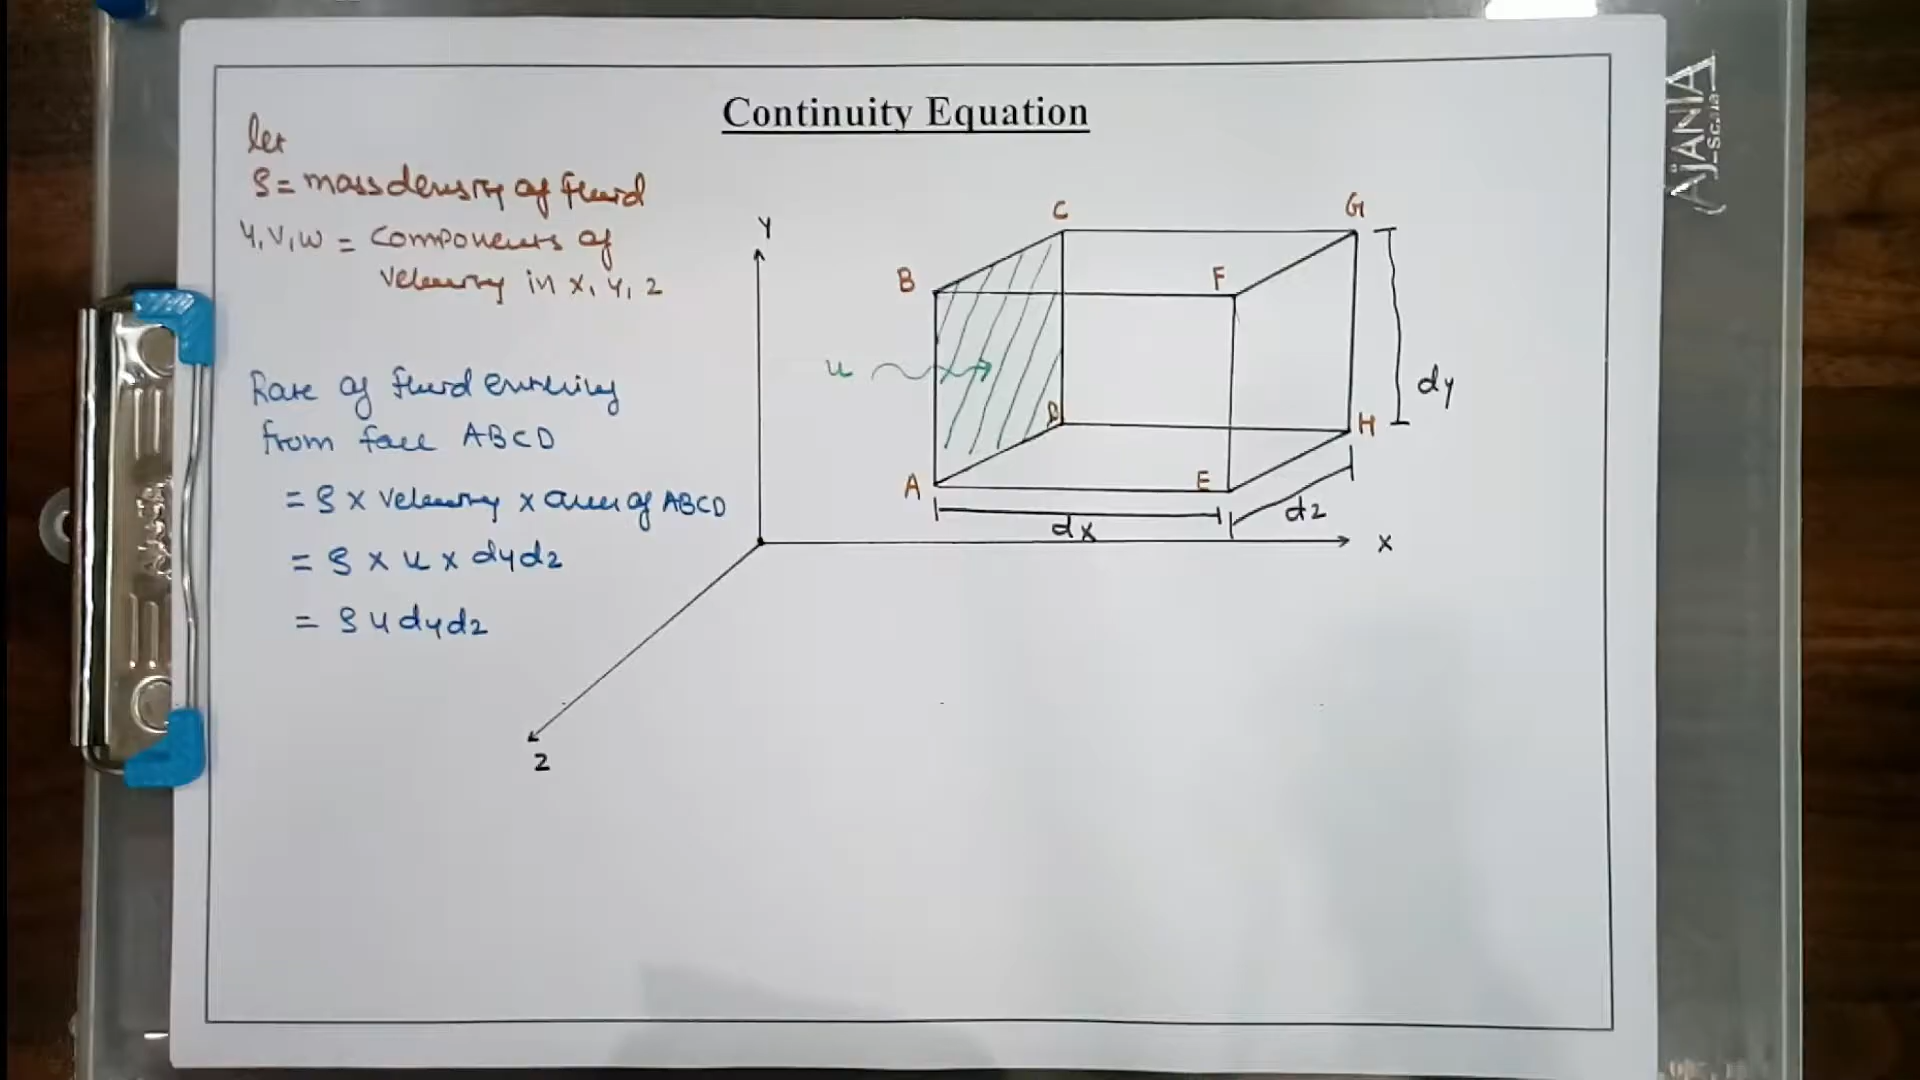 Continuity Equation
let
ρ = mass density of fluid
u, v, w = Components of
velocity in x, y, z
Rate of fluid entering
from face ABCD
= ρ × velocity × area of ABCD
= ρ × u × dydz
= ρ u dydz
Y
C
G
B
F
u
D
H
dy
A
E
dx
dz
X
Z
AJANTA